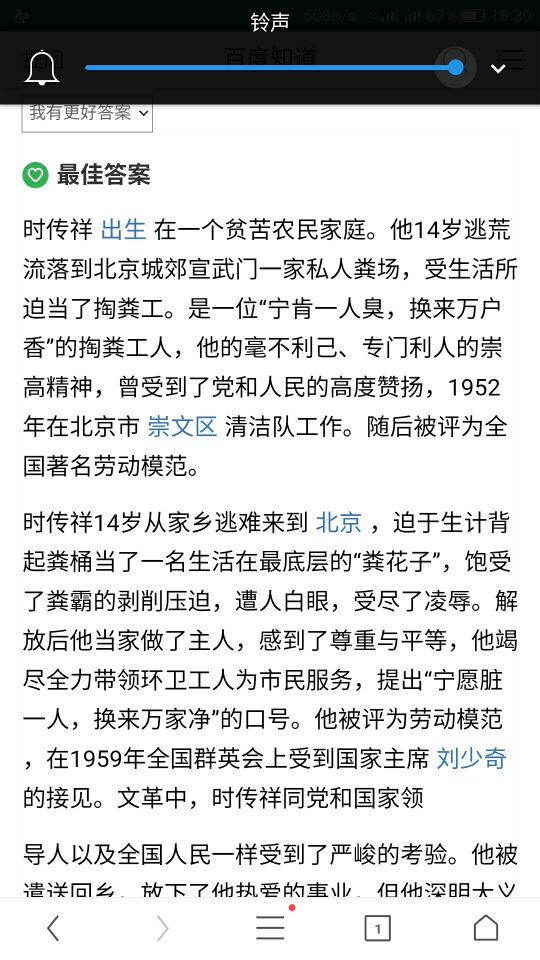 铃声
503b/s 4G 67% 18:30
百度知道
我有更好答案
最佳答案
时传祥 出生 在一个贫苦农民家庭。他14岁逃荒
流落到北京城郊宣武门一家私人粪场，受生活所
迫当了掏粪工。是一位“宁肯一人臭，换来万户
香”的掏粪工人，他的毫不利己、专门利人的崇
高精神，曾受到了党和人民的高度赞扬，1952
年在北京市 崇文区 清洁队工作。随后被评为全
国著名劳动模范。
时传祥14岁从家乡逃难来到 北京 ，迫于生计背
起粪桶当了一名生活在最底层的“粪花子”，饱受
了粪霸的剥削压迫，遭人白眼，受尽了凌辱。解
放后他当家做了主人，感到了尊重与平等，他竭
尽全力带领环卫工人为市民服务，提出“宁愿脏
一人，换来万家净”的口号。他被评为劳动模范
，在1959年全国群英会上受到国家主席 刘少奇
的接见。文革中，时传祥同党和国家领
导人以及全国人民一样受到了严峻的考验。他被
遣送回乡，放下了他热爱的事业，但他深明大义
1